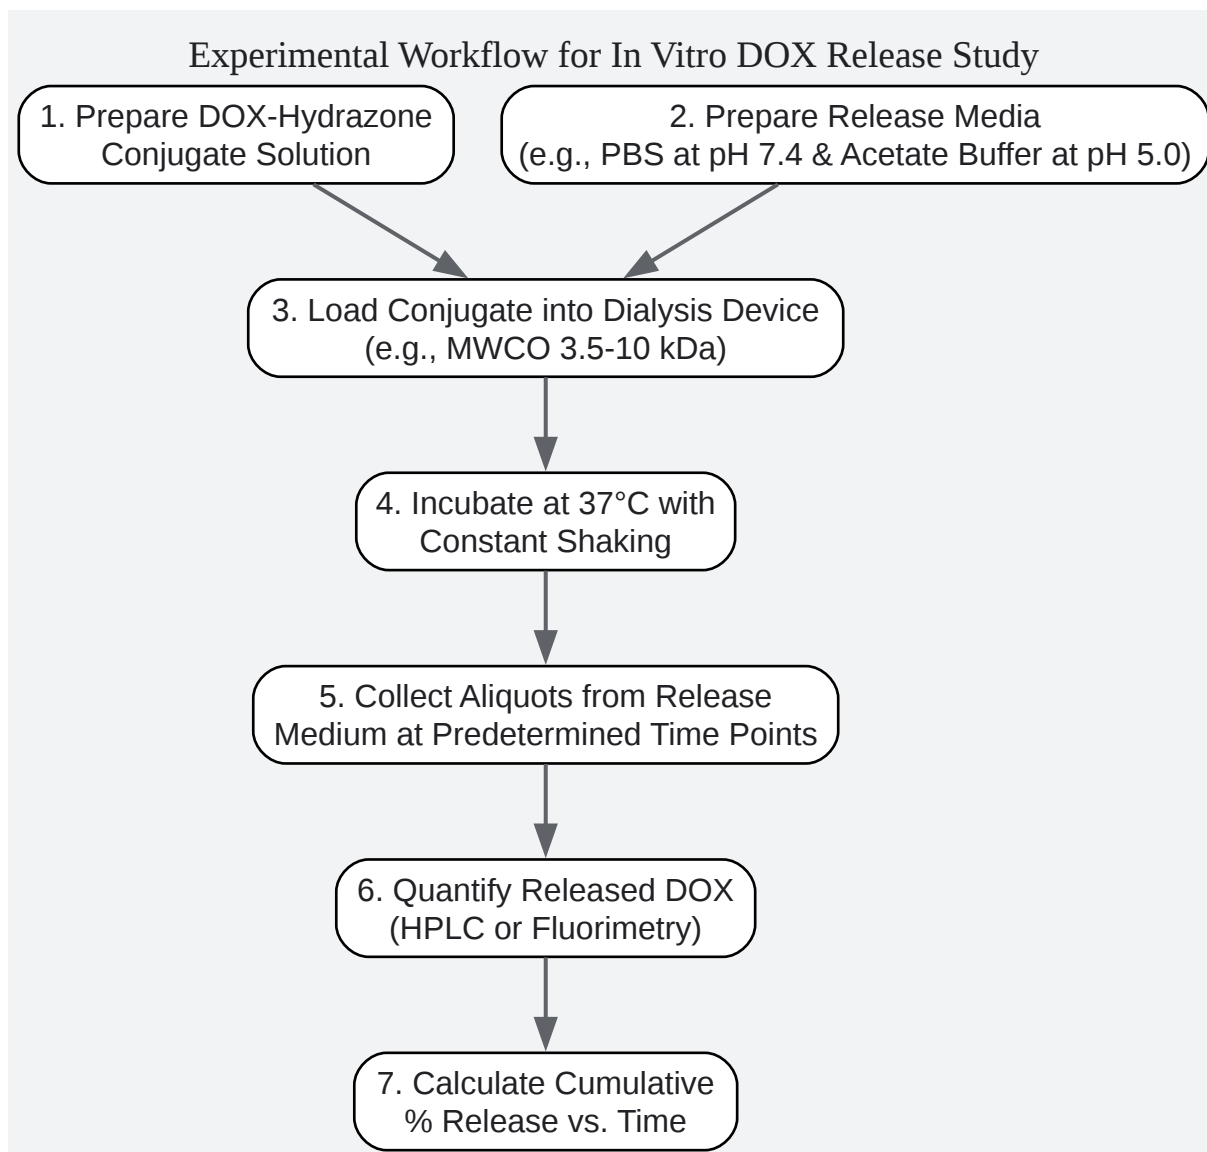 Experimental Workflow for In Vitro DOX Release Study
1. Prepare DOX-Hydrazone
Conjugate Solution
2. Prepare Release Media
(e.g., PBS at pH 7.4 & Acetate Buffer at pH 5.0)
3. Load Conjugate into Dialysis Device
(e.g., MWCO 3.5-10 kDa)
4. Incubate at 37°C with
Constant Shaking
5. Collect Aliquots from Release
Medium at Predetermined Time Points
6. Quantify Released DOX
(HPLC or Fluorimetry)
7. Calculate Cumulative
% Release vs. Time